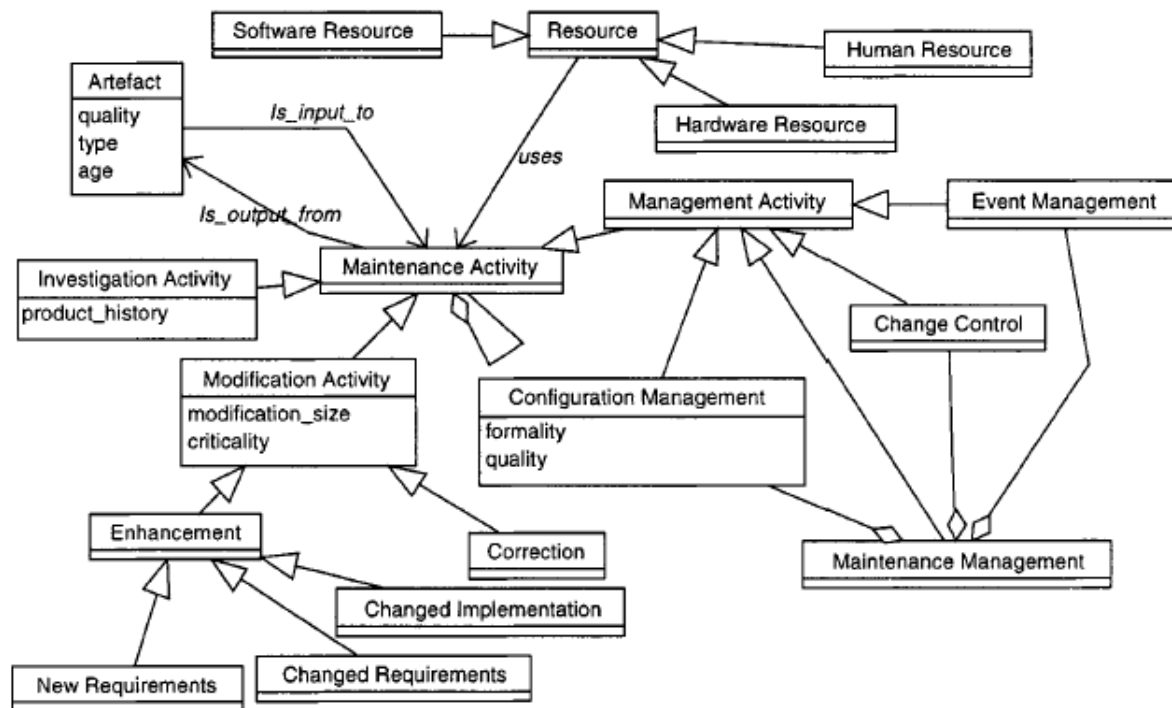 Software Resource
Resource
Human Resource
Artefact
quality
type
age
Is_input_to
Hardware Resource
uses
Is_output_from
Management Activity
Event Management
Maintenance Activity
Investigation Activity
product_history
Change Control
Modification Activity
modification_size
criticality
Configuration Management
formality
quality
Enhancement
Correction
Maintenance Management
Changed Implementation
Changed Requirements
New Requirements